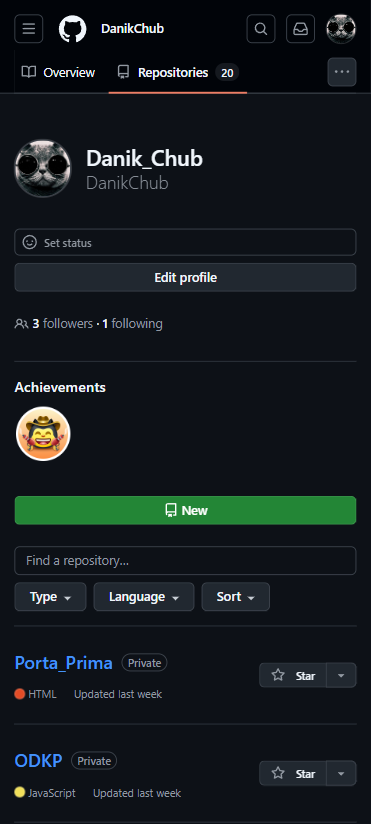 DanikChub
Overview Repositories 20
Danik_Chub
DanikChub
Set status
Edit profile
3 followers · 1 following
Achievements
New
Find a repository...
Type Language Sort
Porta_Prima Private
Star
HTML Updated last week
ODKP Private
Star
JavaScript Updated last week